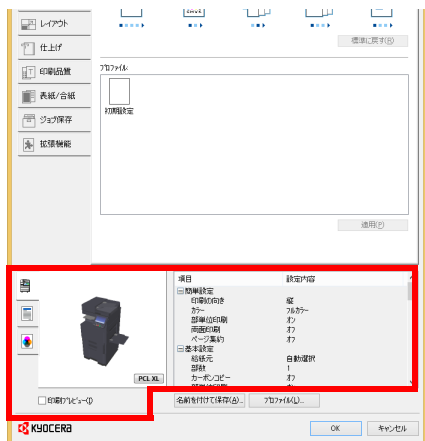 レイアウト
標準に戻す(R)
仕上げ
印刷品質
プロファイル:
表紙/合紙
初期設定
ジョブ保存
拡張機能
適用(P)
項目 設定内容
簡単設定
印刷の向き 縦
カラー フルカラー
部単位印刷 オン
両面印刷 オフ
ページ集約 オフ
基本設定
給紙元 自動選択
部数 1
カーボンコピー オフ
PCL XL
印刷プレビュー(I)
名前を付けて保存(A)... プロファイル(L)...
KYOCERA
OK キャンセル